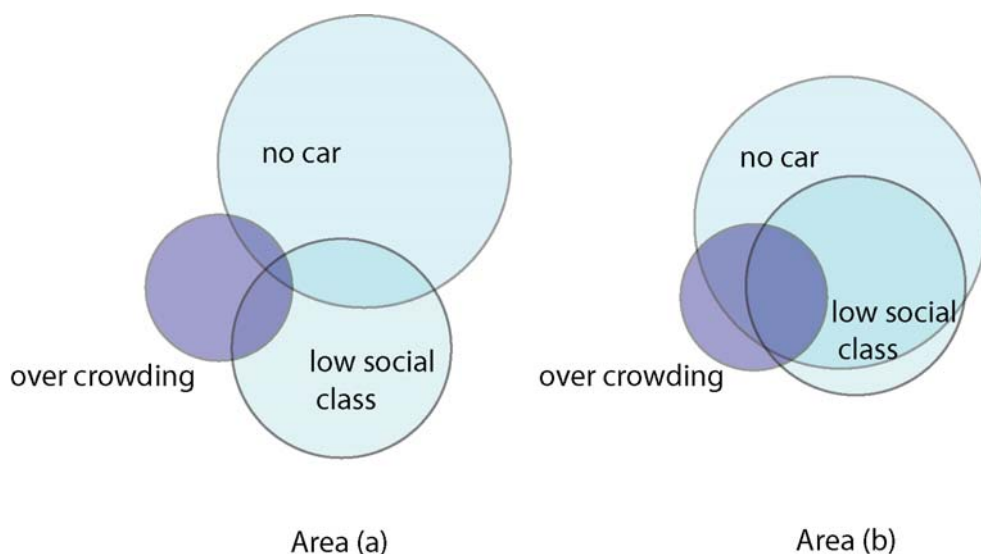 no car
over crowding
low social
class
Area (a)
no car
over crowding
low social
class
Area (b)